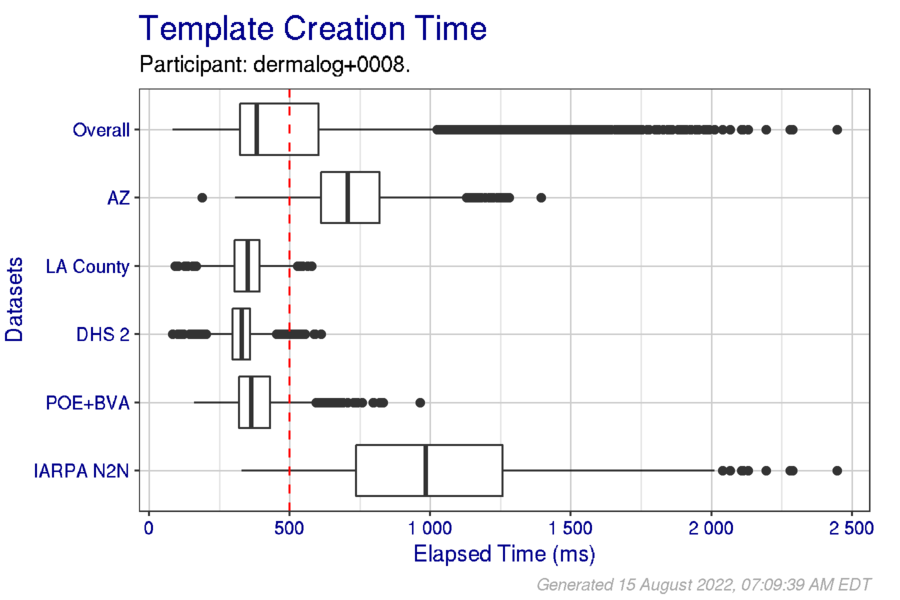 Template Creation Time
Participant: dermalog+0008.
Datasets
Overall
AZ
LA County
DHS 2
POE+BVA
IARPA N2N
0 500 1 000 1 500 2 000 2 500
Elapsed Time (ms)
Generated 15 August 2022, 07:09:39 AM EDT